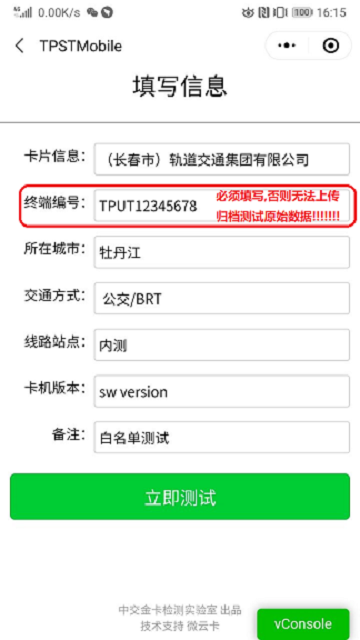 0.00K/s 100 16:15
TPSTMobile
填写信息
卡片信息: （长春市）轨道交通集团有限公司
终端编号: TPUT12345678 必须填写,否则无法上传
归档测试原始数据!!!!!!!
所在城市: 牡丹江
交通方式: 公交/BRT
线路站点: 内测
卡机版本: sw version
备注: 白名单测试
立即测试
中交金卡检测实验室 出品
技术支持 微云卡
vConsole